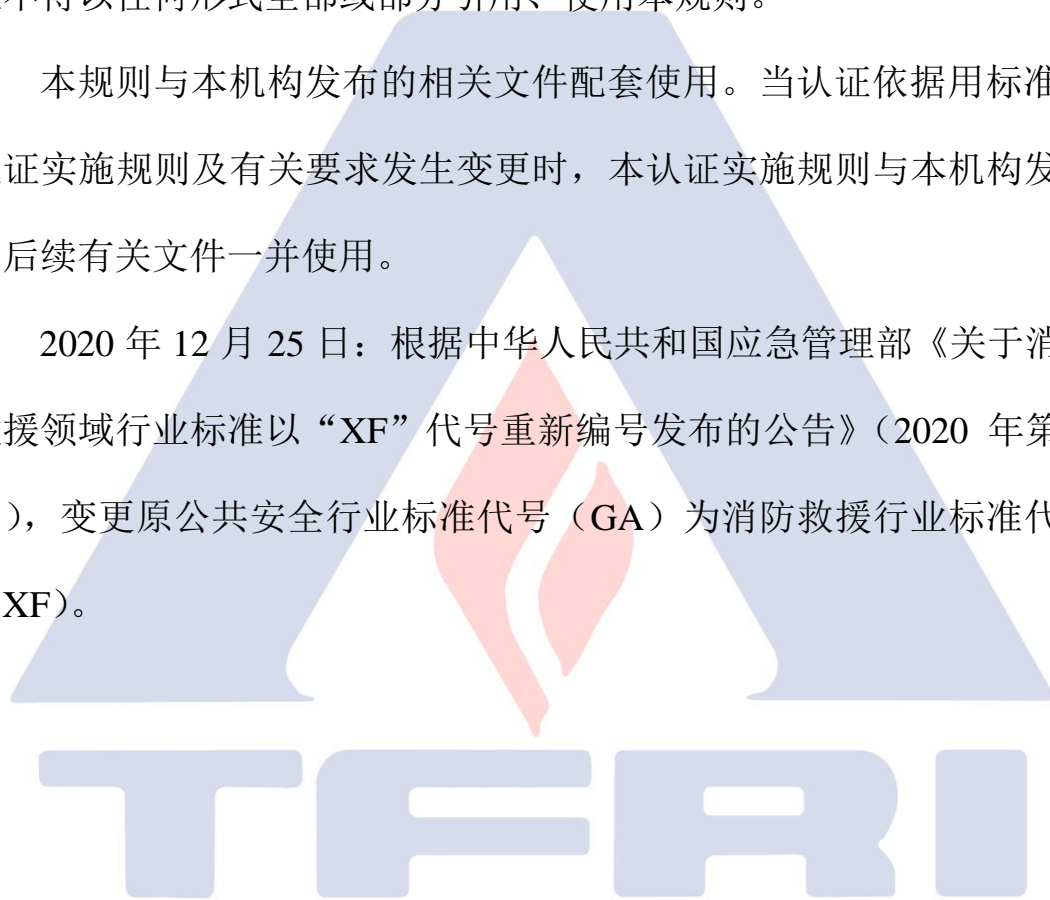 不得以任何形式全部或部分引用、使用本规则。
本规则与本机构发布的相关文件配套使用。当认证依据用标准
证实施规则及有关要求发生变更时，本认证实施规则与本机构发
后续有关文件一并使用。
2020 年 12 月 25 日：根据中华人民共和国应急管理部《关于消
援领域行业标准以“XF”代号重新编号发布的公告》（2020 年第
），变更原公共安全行业标准代号（GA）为消防救援行业标准代
XF）。
TFRI